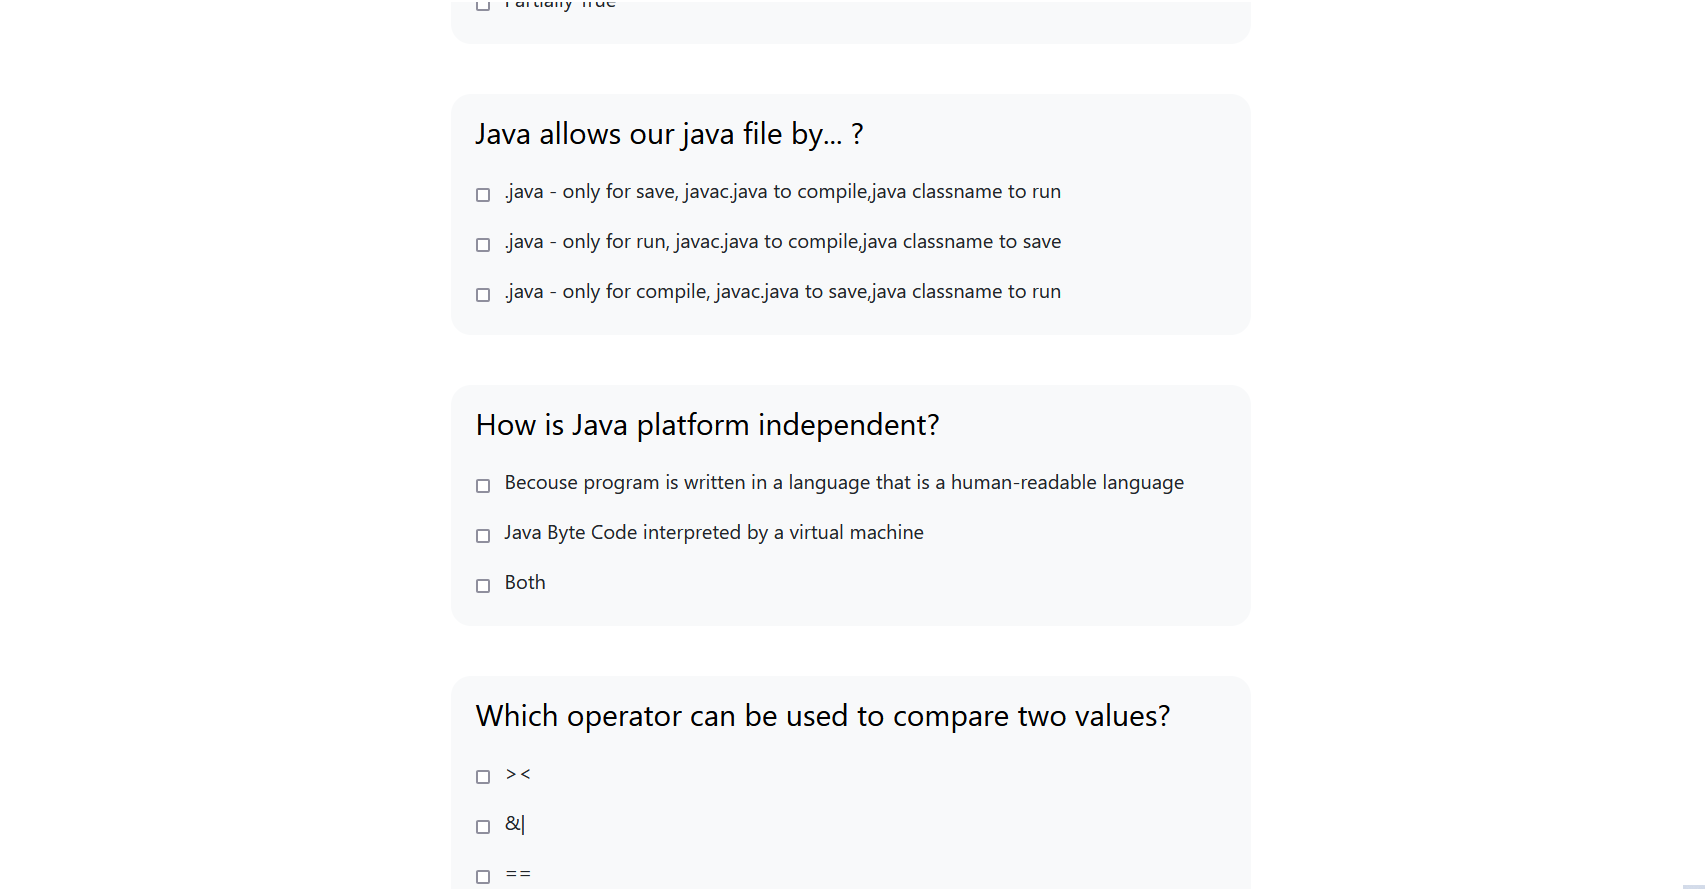 Partially True
Java allows our java file by... ?
.java - only for save, javac.java to compile,java classname to run
.java - only for run, javac.java to compile,java classname to save
.java - only for compile, javac.java to save,java classname to run
How is Java platform independent?
Becouse program is written in a language that is a human-readable language
Java Byte Code interpreted by a virtual machine
Both
Which operator can be used to compare two values?
><
&|
==